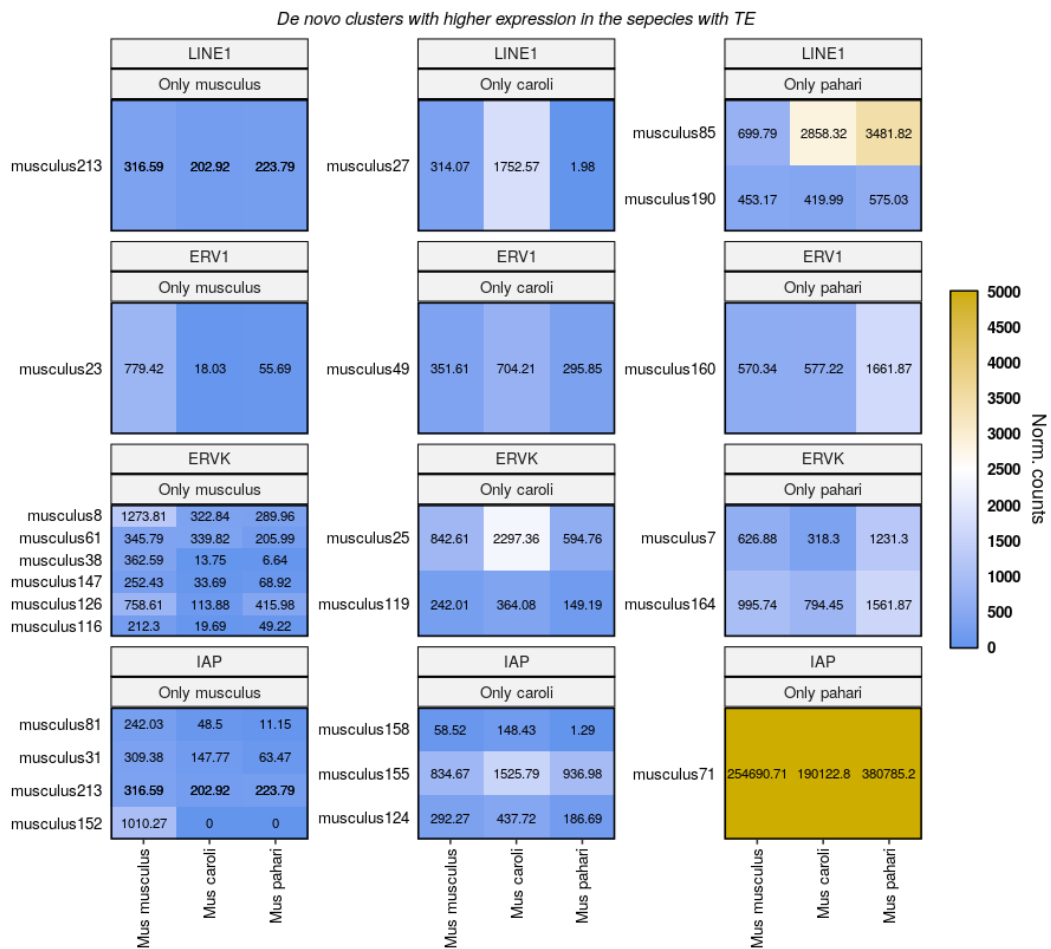 De novo clusters with higher expression in the sepecies with TE
LINE1
Only musculus
musculus213
316.59 202.92 223.79
LINE1
Only caroli
musculus27
314.07 1752.57 1.98
LINE1
Only pahari
musculus85
699.79 2858.32 3481.82
musculus190
453.17 419.99 575.03
ERV1
Only musculus
musculus23
779.42 18.03 55.69
ERV1
Only caroli
musculus49
351.61 704.21 295.85
ERV1
Only pahari
musculus160
570.34 577.22 1661.87
ERVK
Only musculus
musculus8 1273.81 322.84 289.96
musculus61 345.79 339.82 205.99
musculus38 362.59 13.75 6.64
musculus147 252.43 33.69 68.92
musculus126 758.61 113.88 415.98
musculus116 212.3 19.69 49.22
ERVK
Only caroli
musculus25 842.61 2297.36 594.76
musculus119 242.01 364.08 149.19
ERVK
Only pahari
musculus7 626.88 318.3 1231.3
musculus164 995.74 794.45 1561.87
IAP
Only musculus
musculus81 242.03 48.5 11.15
musculus31 309.38 147.77 63.47
musculus213 316.59 202.92 223.79
musculus152 1010.27 0 0
IAP
Only caroli
musculus158 58.52 148.43 1.29
musculus155 834.67 1525.79 936.98
musculus124 292.27 437.72 186.69
IAP
Only pahari
musculus71 254690.71 190122.8 380785.2
Mus musculus
Mus caroli
Mus pahari
Mus musculus
Mus caroli
Mus pahari
Mus musculus
Mus caroli
Mus pahari
5000
4500
4000
3500
3000
2500
2000
1500
1000
500
0
Norm. counts